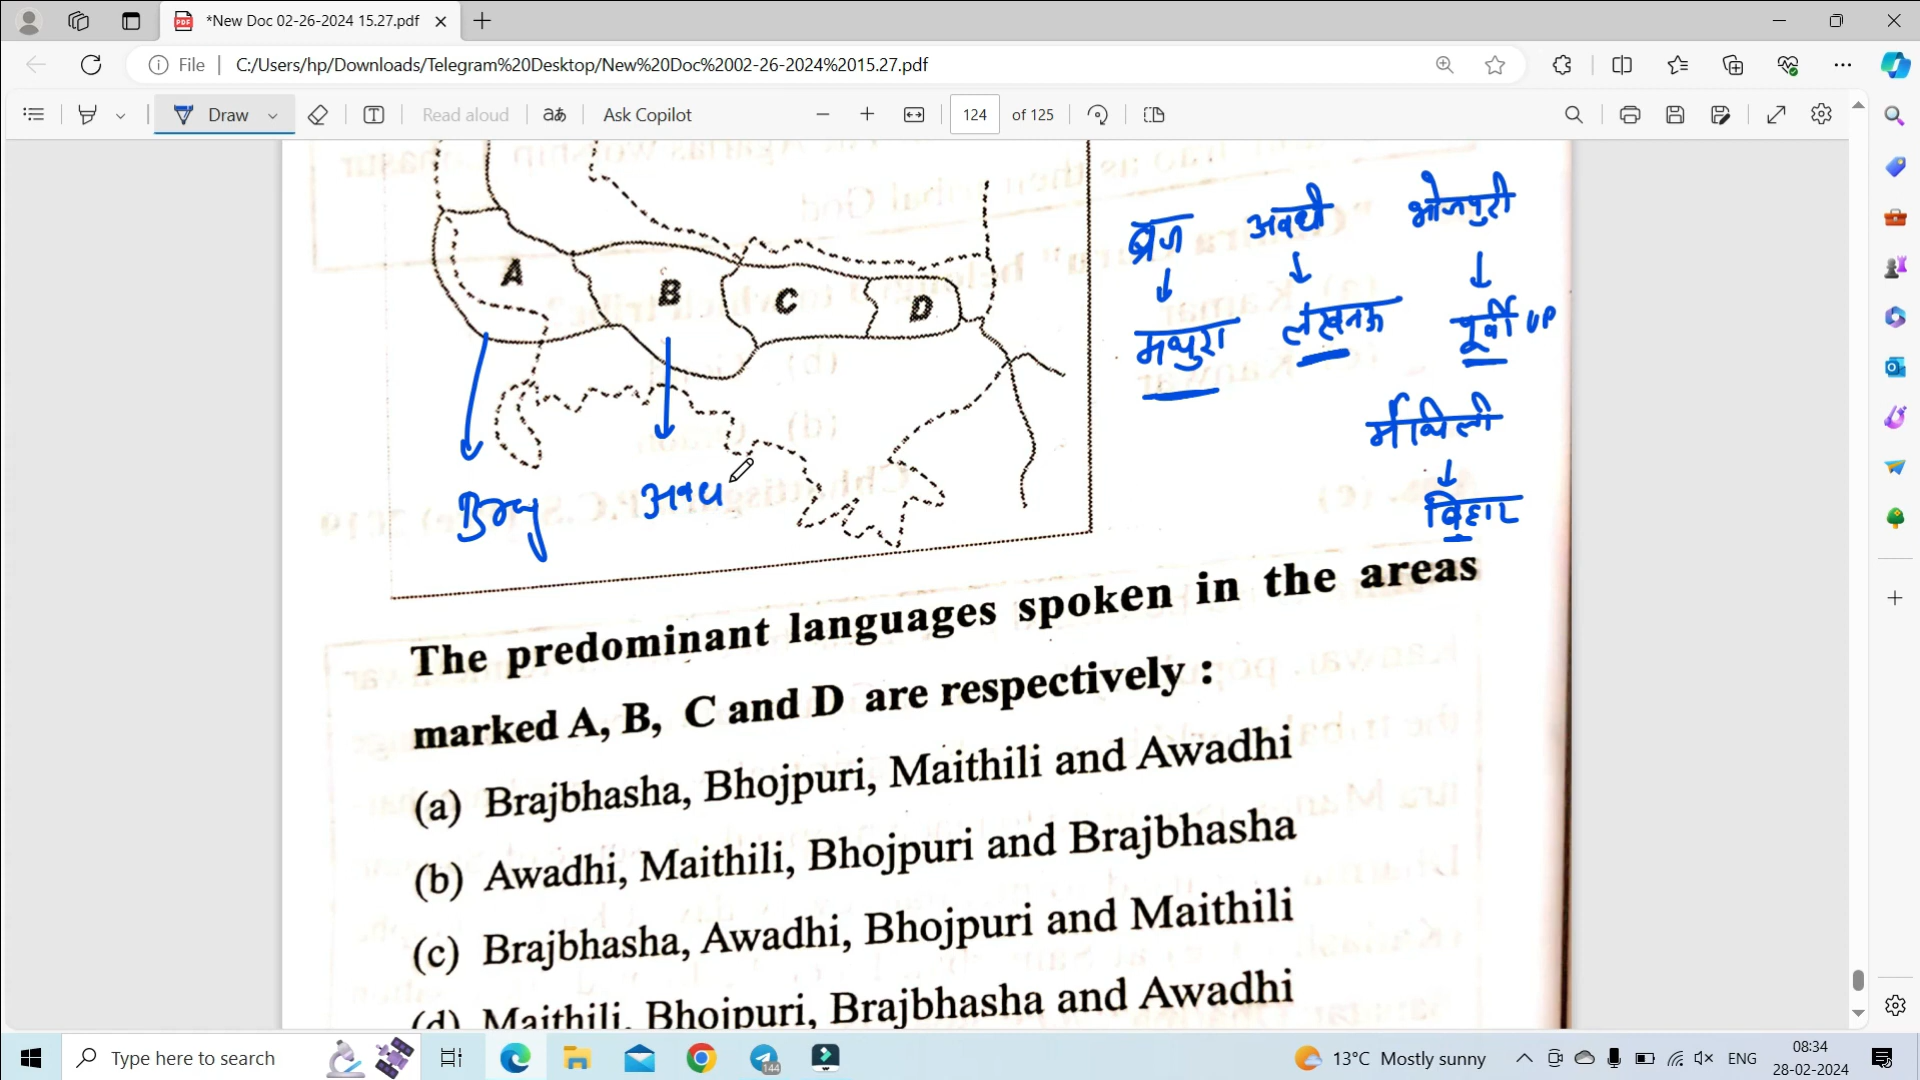 *New Doc 02-26-2024 15.27.pdf
File
C:/Users/hp/Downloads/Telegram%20Desktop/New%20Doc%2002-26-2024%2015.27.pdf
Draw
Read aloud
aあ
Ask Copilot
124
of 125
A
B
C
D
ब्रज अवधी भोजपुरी
मथुरा लखनऊ पूर्वी UP
मैथिली
बिहार
ब्रज
अवध
The predominant languages spoken in the areas
marked A, B, C and D are respectively :
(a) Brajbhasha, Bhojpuri, Maithili and Awadhi
(b) Awadhi, Maithili, Bhojpuri and Brajbhasha
(c) Brajbhasha, Awadhi, Bhojpuri and Maithili
(d) Maithili, Bhojpuri, Brajbhasha and Awadhi
Type here to search
144
13°C Mostly sunny
ENG
08:34
28-02-2024